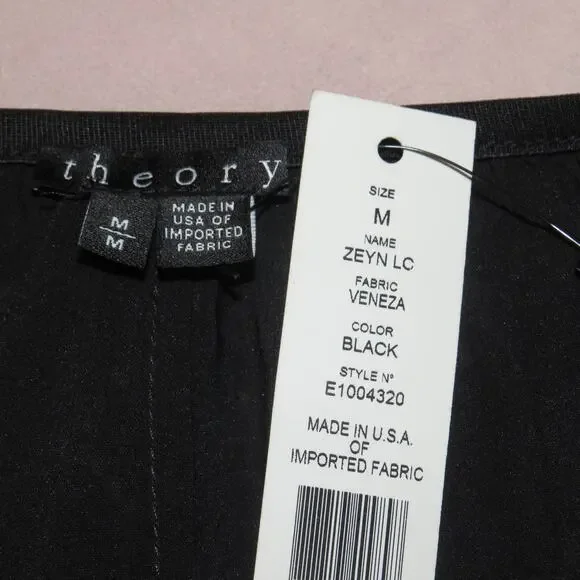 theory
M
M
MADE IN
USA OF
IMPORTED
FABRIC
SIZE
M
NAME
ZEYN LC
FABRIC
VENEZA
COLOR
BLACK
STYLE Nº
E1004320
MADE IN U.S.A.
OF
IMPORTED FABRIC